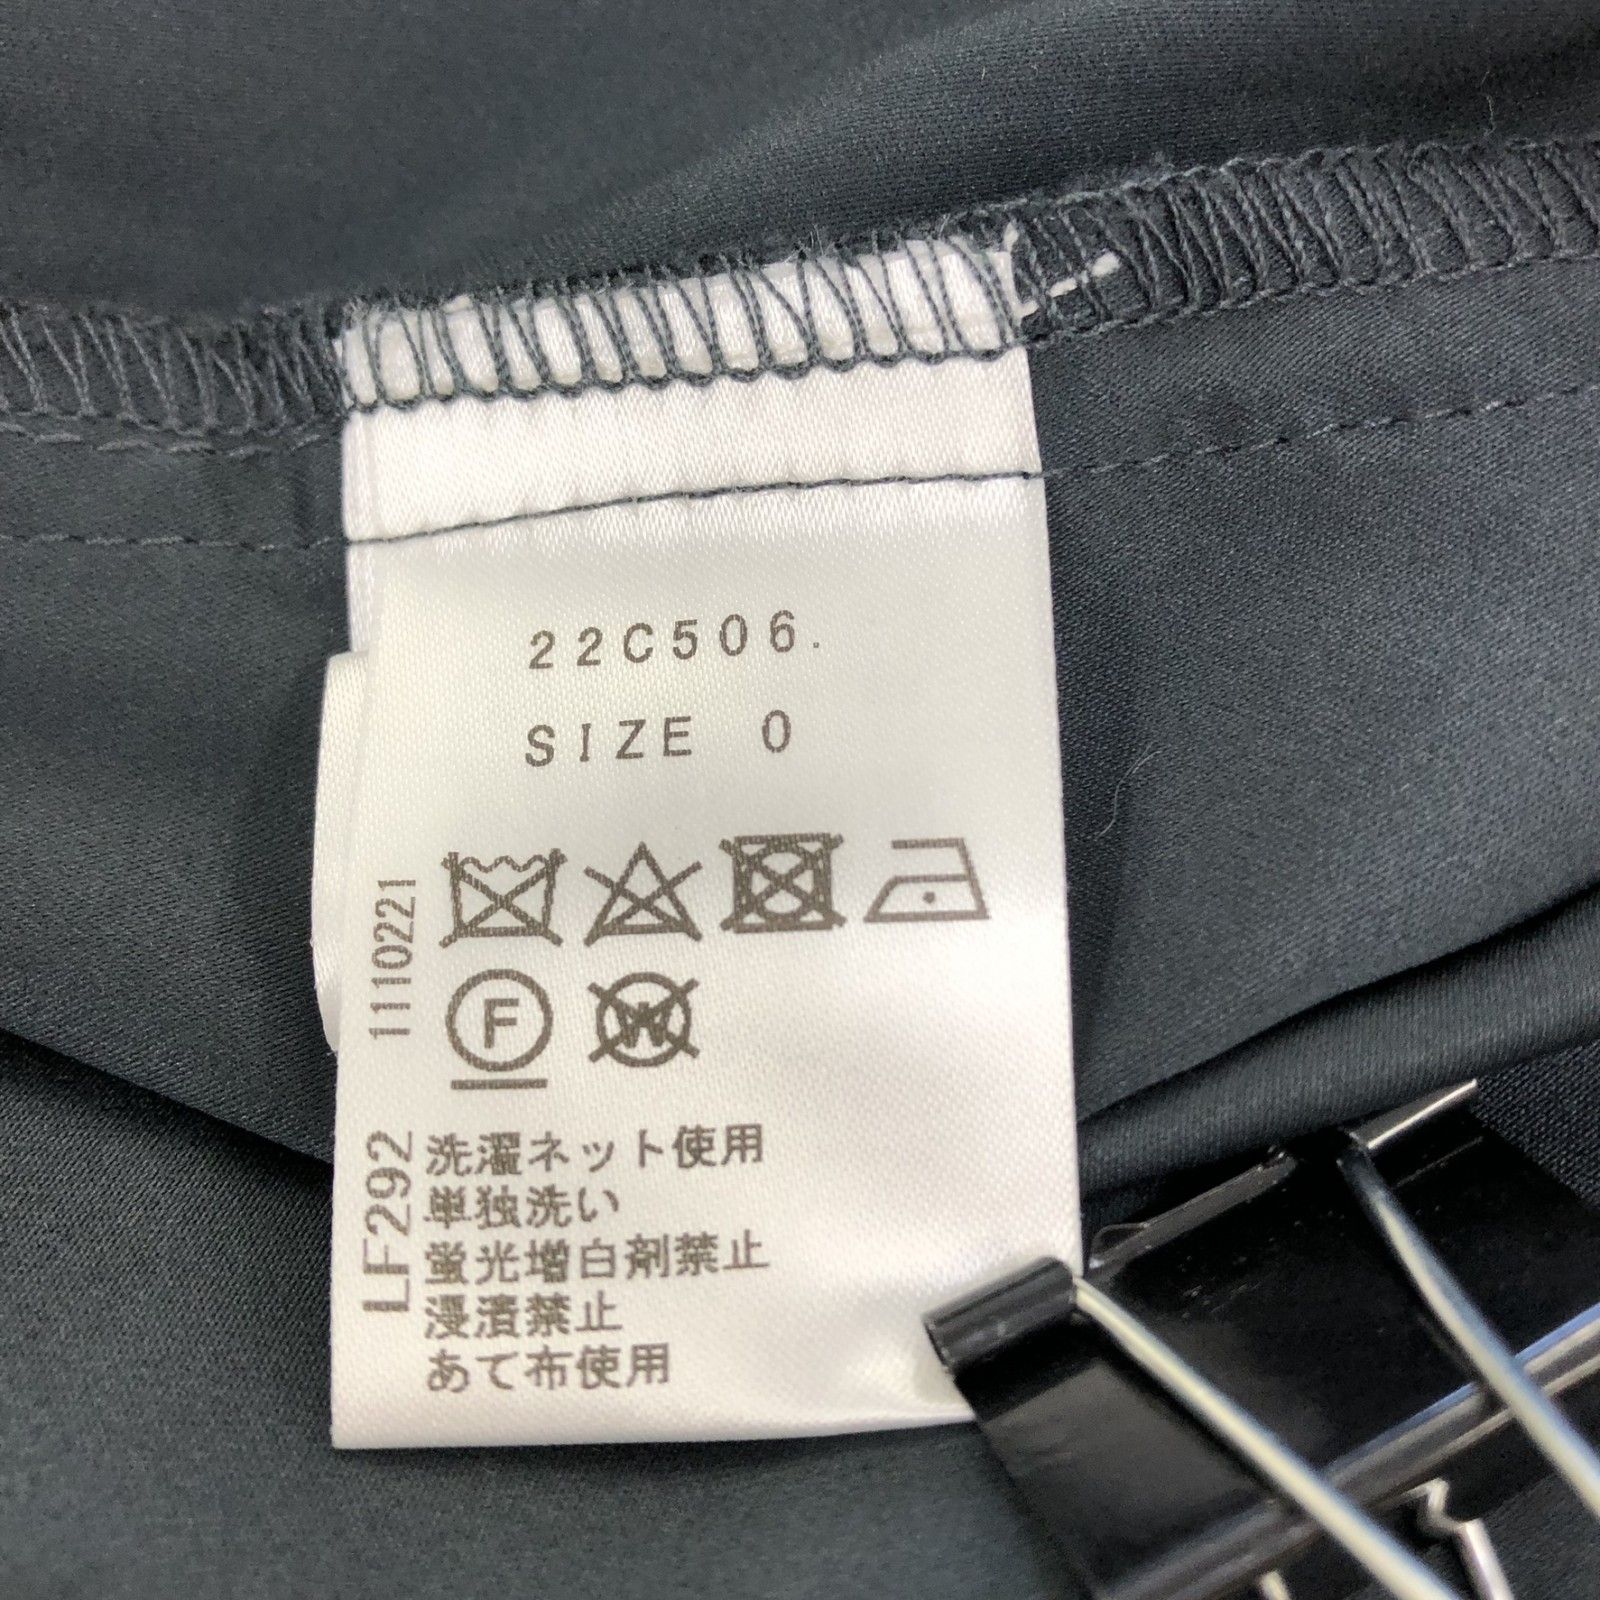 22C506.
SIZE 0
1110221
F
W
LF292
洗濯ネット使用
単独洗い
蛍光増白剤禁止
浸漬禁止
あて布使用